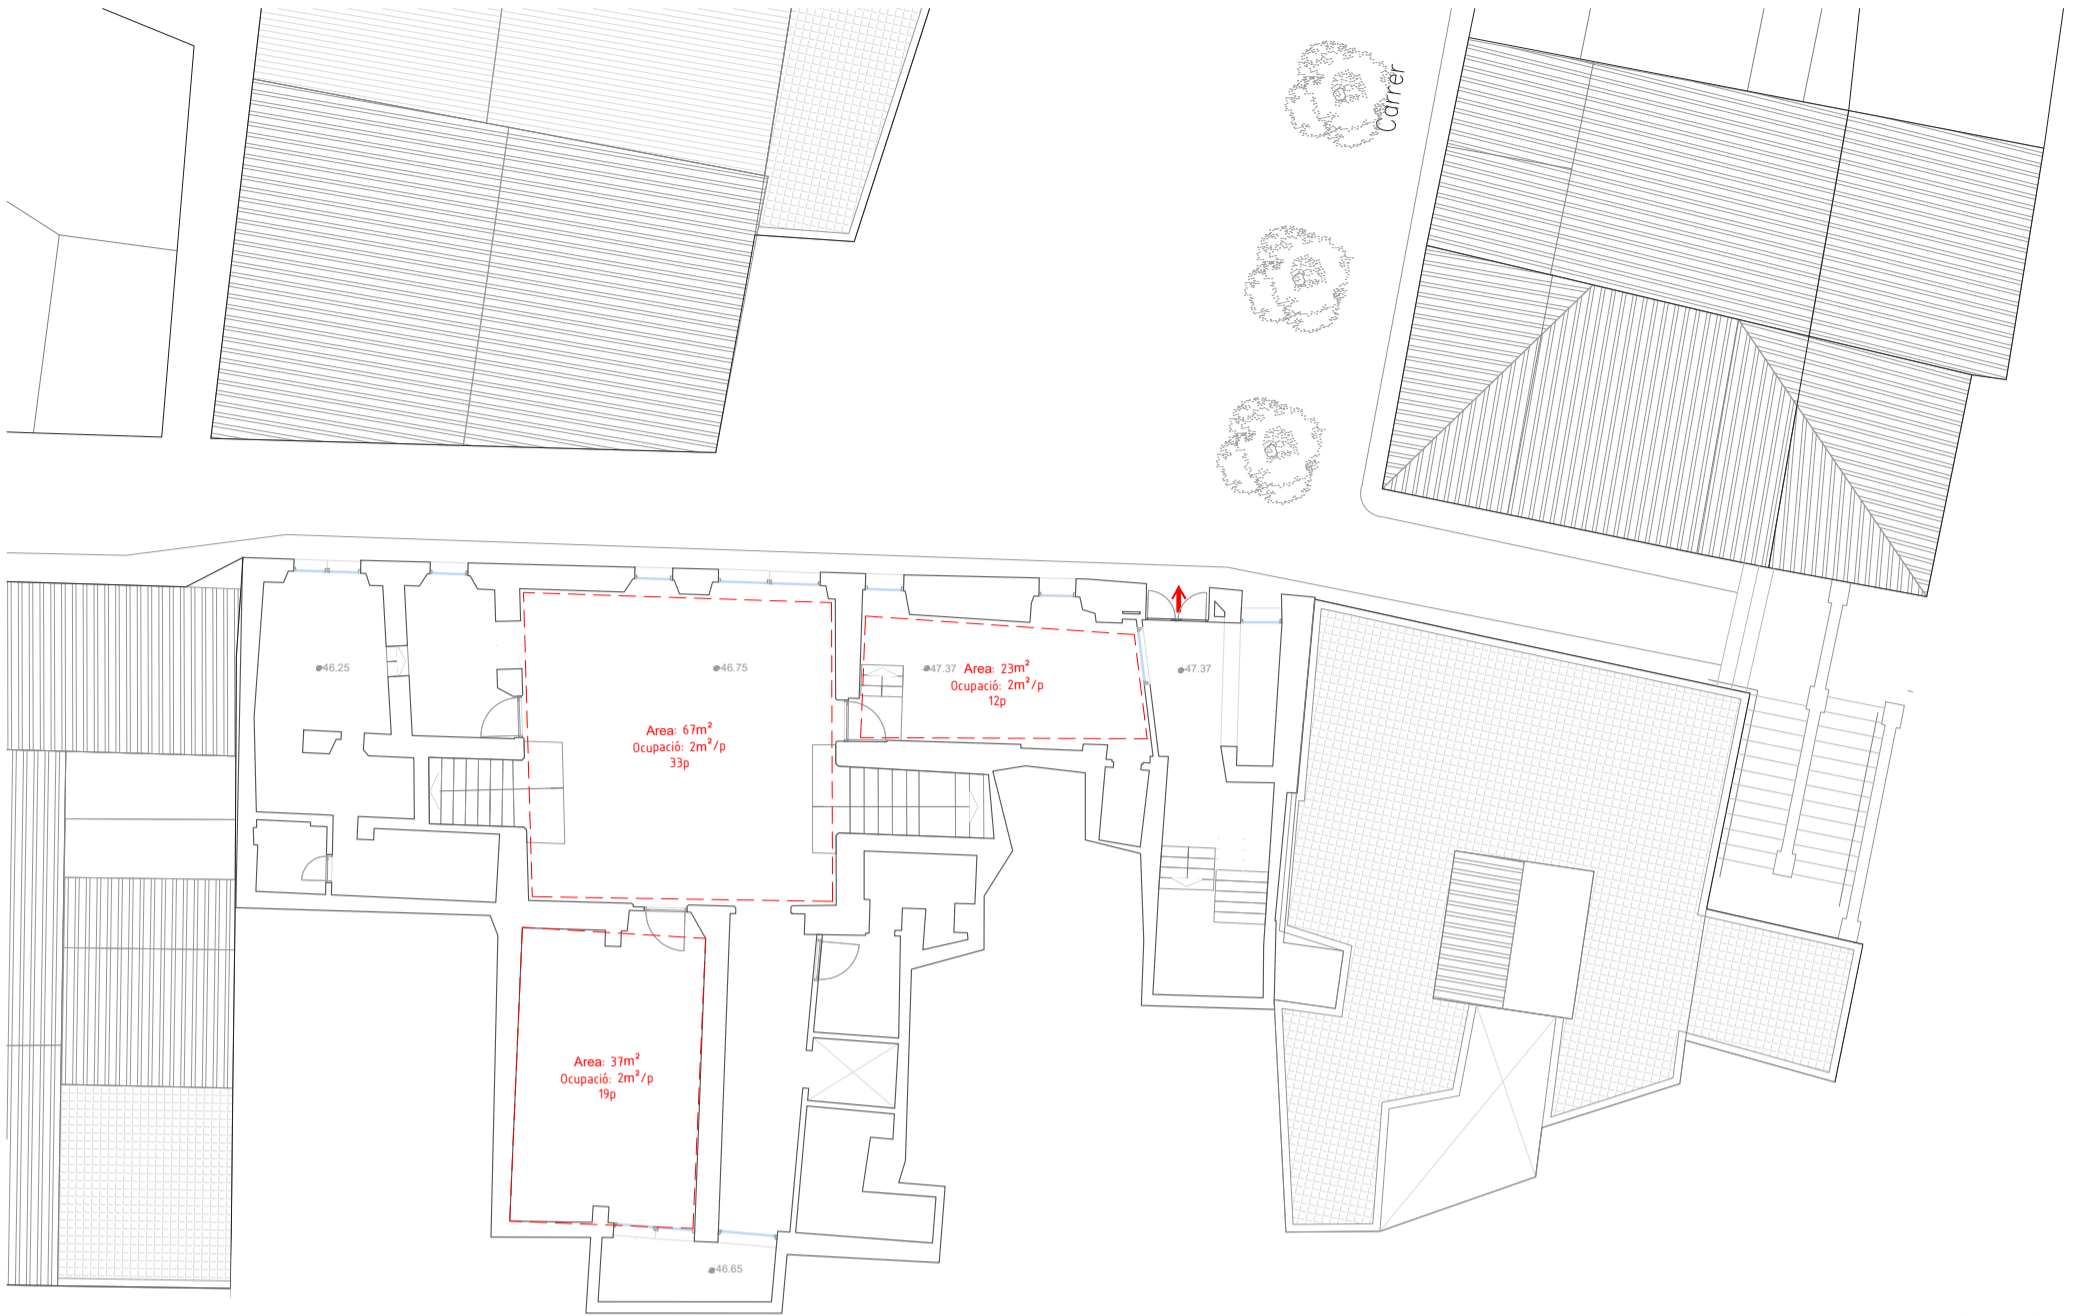 Carrer
46.25
46.75
47.37
Area: 23m²
Ocupació: 2m²/p
12p
47.37
Area: 67m²
Ocupació: 2m²/p
33p
Area: 37m²
Ocupació: 2m²/p
19p
46.65